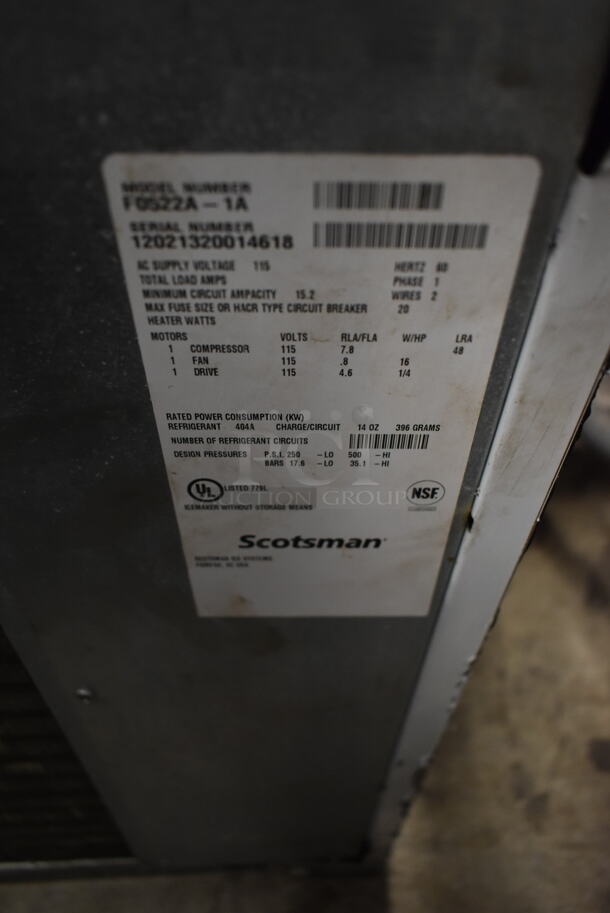 MODEL NUMBER
F0522A - 1A
SERIAL NUMBER
12021320014618
AC SUPPLY VOLTAGE 115 HERTZ 60
TOTAL LOAD AMPS PHASE 1
MINIMUM CIRCUIT AMPACITY 15.2 WIRES 2
MAX FUSE SIZE OR HACR TYPE CIRCUIT BREAKER 20
HEATER WATTS
MOTORS VOLTS RLA/FLA W/HP LRA
1 COMPRESSOR 115 7.8 48
1 FAN 115 .8 16
1 DRIVE 115 4.6 1/4
RATED POWER CONSUMPTION (KW)
REFRIGERANT 404A CHARGE/CIRCUIT 14 OZ 396 GRAMS
NUMBER OF REFRIGERANT CIRCUITS
DESIGN PRESSURES P.S.I. 250 - LO 500 - HI
BARS 17.6 - LO 35.1 - HI
UL LISTED NSF
AUCTION GROUP
ICEMAKER WITHOUT STORAGE MEANS
Scotsman
SCOTSMAN ICE SYSTEMS